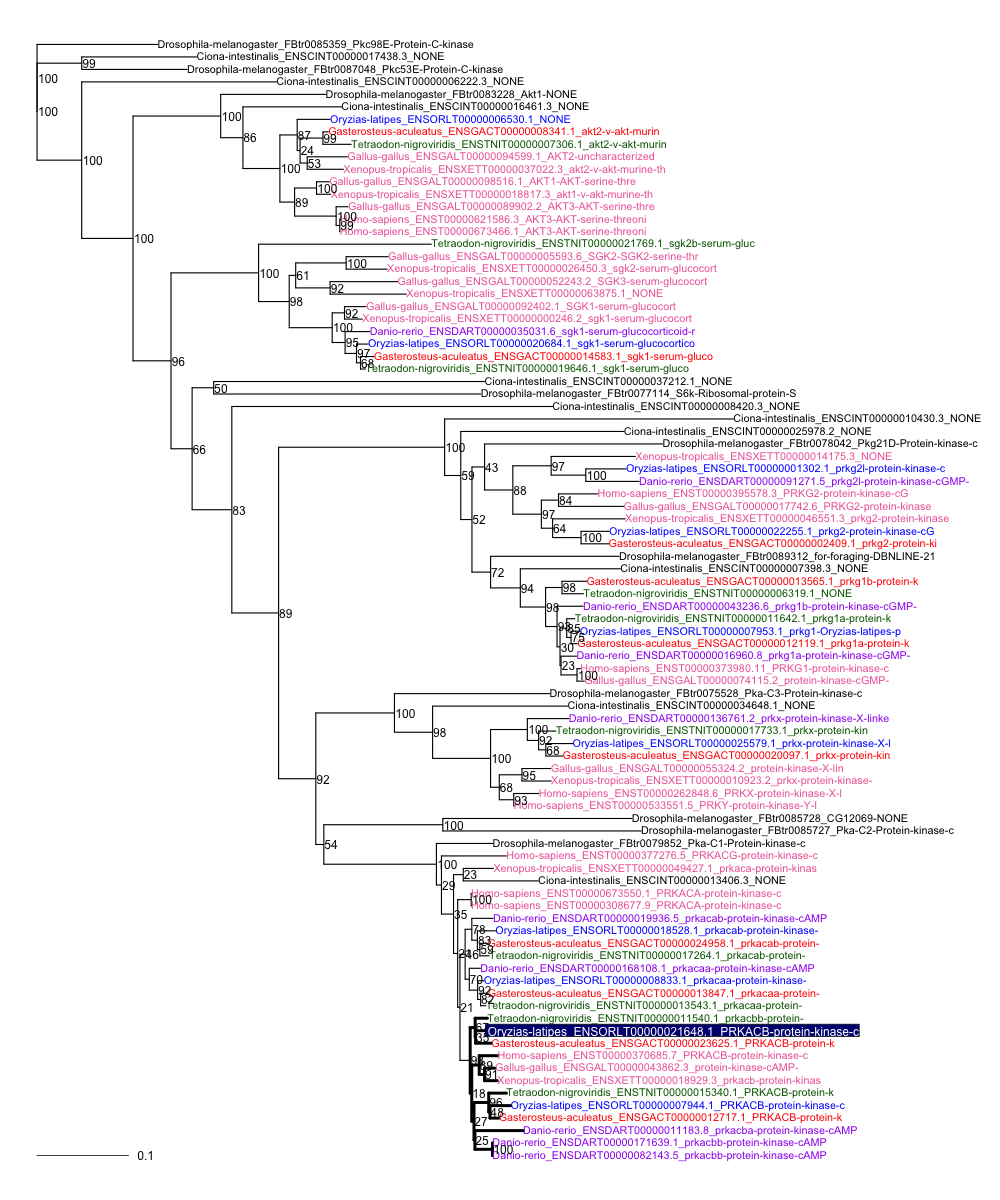 Drosophila-melanogaster_FBtr0085359_Pkc98E-Protein-C-kinase
Ciona-intestinalis_ENSCINT00000017438.3_NONE
99
Drosophila-melanogaster_FBtr0087048_Pkc53E-Protein-C-kinase
100
Ciona-intestinalis_ENSCINT00000006222.3_NONE
Drosophila-melanogaster_FBtr0083228_Akt1-NONE
Ciona-intestinalis_ENSCINT00000016461.3_NONE
100
100
Oryzias-latipes_ENSORLT00000006530.1_NONE
Gasterosteus-aculeatus_ENSGACT00000008341.1_akt2-v-akt-murin
86
87
99
Tetraodon-nigroviridis_ENSTNIT00000007306.1_akt2-v-akt-murin
24
Gallus-gallus_ENSGALT00000094599.1_AKT2-uncharacterized
100
53
Xenopus-tropicalis_ENSXETT00000037022.3_akt2-v-akt-murine-th
100
Gallus-gallus_ENSGALT00000098516.1_AKT1-AKT-serine-thre
100
Xenopus-tropicalis_ENSXETT00000018817.3_akt1-v-akt-murine-th
89
Gallus-gallus_ENSGALT00000089902.2_AKT3-AKT-serine-thre
100
Homo-sapiens_ENST00000621586.3_AKT3-AKT-serine-threoni
99
Homo-sapiens_ENST00000673466.1_AKT3-AKT-serine-threoni
100
Tetraodon-nigroviridis_ENSTNIT00000021769.1_sgk2b-serum-gluc
Gallus-gallus_ENSGALT00000005593.6_SGK2-SGK2-serine-thr
100
Xenopus-tropicalis_ENSXETT00000026450.3_sgk2-serum-glucocort
100
61
Gallus-gallus_ENSGALT00000052243.2_SGK3-serum-glucocort
92
Xenopus-tropicalis_ENSXETT00000063875.1_NONE
98
Gallus-gallus_ENSGALT00000092402.1_SGK1-serum-glucocort
92
Xenopus-tropicalis_ENSXETT00000000246.2_sgk1-serum-glucocort
100
Danio-rerio_ENSDART00000035031.6_sgk1-serum-glucocorticoid-r
95
Oryzias-latipes_ENSORLT00000020684.1_sgk1-serum-glucocortico
97
Gasterosteus-aculeatus_ENSGACT00000014583.1_sgk1-serum-gluco
96
68
Tetraodon-nigroviridis_ENSTNIT00000019646.1_sgk1-serum-gluco
Ciona-intestinalis_ENSCINT00000037212.1_NONE
50
Drosophila-melanogaster_FBtr0077114_S6k-Ribosomal-protein-S
Ciona-intestinalis_ENSCINT00000008420.3_NONE
Ciona-intestinalis_ENSCINT00000010430.3_NONE
Ciona-intestinalis_ENSCINT00000025978.2_NONE
66
100
Drosophila-melanogaster_FBtr0078042_Pkg21D-Protein-kinase-c
Xenopus-tropicalis_ENSXETT00000014175.3_NONE
43
97
Oryzias-latipes_ENSORLT00000001302.1_prkg2l-protein-kinase-c
59
100
Danio-rerio_ENSDART00000091271.5_prkg2l-protein-kinase-cGMP-
88
Homo-sapiens_ENST00000395578.3_PRKG2-protein-kinase-cG
84
Gallus-gallus_ENSGALT00000017742.6_PRKG2-protein-kinase
83
97
Xenopus-tropicalis_ENSXETT00000046551.3_prkg2-protein-kinase
52
64
Oryzias-latipes_ENSORLT00000022255.1_prkg2-protein-kinase-cG
100
Gasterosteus-aculeatus_ENSGACT00000002409.1_prkg2-protein-ki
Drosophila-melanogaster_FBtr0089312_for-foraging-DBNLINE-21
72
Ciona-intestinalis_ENSCINT00000007398.3_NONE
Gasterosteus-aculeatus_ENSGACT00000013565.1_prkg1b-protein-k
94
98
Tetraodon-nigroviridis_ENSTNIT00000006319.1_NONE
98
Danio-rerio_ENSDART00000043236.6_prkg1b-protein-kinase-cGMP-
89
Tetraodon-nigroviridis_ENSTNIT00000011642.1_prkg1a-protein-k
Oryzias-latipes_ENSORLT00000007953.1_prkg1-Oryzias-latipes-p
75
Gasterosteus-aculeatus_ENSGACT00000012119.1_prkg1a-protein-k
30
Danio-rerio_ENSDART00000016960.8_prkg1a-protein-kinase-cGMP-
23
Homo-sapiens_ENST00000373980.11_PRKG1-protein-kinase-c
100
Gallus-gallus_ENSGALT00000074115.2_protein-kinase-cGMP-
Drosophila-melanogaster_FBtr0075528_Pka-C3-Protein-kinase-c
100
Ciona-intestinalis_ENSCINT00000034648.1_NONE
Danio-rerio_ENSDART00000136761.2_prkx-protein-kinase-X-linke
98
100
Tetraodon-nigroviridis_ENSTNIT00000017733.1_prkx-protein-kin
92
Oryzias-latipes_ENSORLT00000025579.1_prkx-protein-kinase-X-l
68
Gasterosteus-aculeatus_ENSGACT00000020097.1_prkx-protein-kin
100
Gallus-gallus_ENSGALT00000055324.2_protein-kinase-X-lin
95
Xenopus-tropicalis_ENSXETT00000010923.2_prkx-protein-kinase-
92
68
Homo-sapiens_ENST00000262848.6_PRKX-protein-kinase-X-l
93
Homo-sapiens_ENST00000533551.5_PRKY-protein-kinase-Y-l
Drosophila-melanogaster_FBtr0085728_CG12069-NONE
100
Drosophila-melanogaster_FBtr0085727_Pka-C2-Protein-kinase-c
54
Drosophila-melanogaster_FBtr0079852_Pka-C1-Protein-kinase-c
Homo-sapiens_ENST00000377276.5_PRKACG-protein-kinase-c
100
Xenopus-tropicalis_ENSXETT00000049427.1_prkaca-protein-kinas
23
Ciona-intestinalis_ENSCINT00000013406.3_NONE
29
Homo-sapiens_ENST00000673550.1_PRKACA-protein-kinase-c
100
Homo-sapiens_ENST00000308677.9_PRKACA-protein-kinase-c
35
Danio-rerio_ENSDART00000019936.5_prkacab-protein-kinase-cAMP
78
Oryzias-latipes_ENSORLT00000018528.1_prkacab-protein-kinase-
83
Gasterosteus-aculeatus_ENSGACT00000024958.1_prkacab-protein-
59
Tetraodon-nigroviridis_ENSTNIT00000017264.1_prkacab-protein-
Danio-rerio_ENSDART00000168108.1_prkacaa-protein-kinase-cAMP
70
Oryzias-latipes_ENSORLT00000008833.1_prkacaa-protein-kinase-
92
Gasterosteus-aculeatus_ENSGACT00000013847.1_prkacaa-protein-
82
Tetraodon-nigroviridis_ENSTNIT00000013543.1_prkacaa-protein-
21
Tetraodon-nigroviridis_ENSTNIT00000011540.1_prkacbb-protein-
Oryzias-latipes_ENSORLT00000021648.1_PRKACB-protein-kinase-c
Gasterosteus-aculeatus_ENSGACT00000023625.1_PRKACB-protein-k
Homo-sapiens_ENST00000370685.7_PRKACB-protein-kinase-c
Gallus-gallus_ENSGALT00000043862.3_protein-kinase-cAMP-
91
Xenopus-tropicalis_ENSXETT00000018929.3_prkacb-protein-kinas
18
Tetraodon-nigroviridis_ENSTNIT00000015340.1_PRKACB-protein-k
96
Oryzias-latipes_ENSORLT00000007944.1_PRKACB-protein-kinase-c
48
Gasterosteus-aculeatus_ENSGACT00000012717.1_PRKACB-protein-k
27
Danio-rerio_ENSDART00000011183.8_prkacba-protein-kinase-cAMP
25
Danio-rerio_ENSDART00000171639.1_prkacbb-protein-kinase-cAMP
100
Danio-rerio_ENSDART00000082143.5_prkacbb-protein-kinase-cAMP
0.1